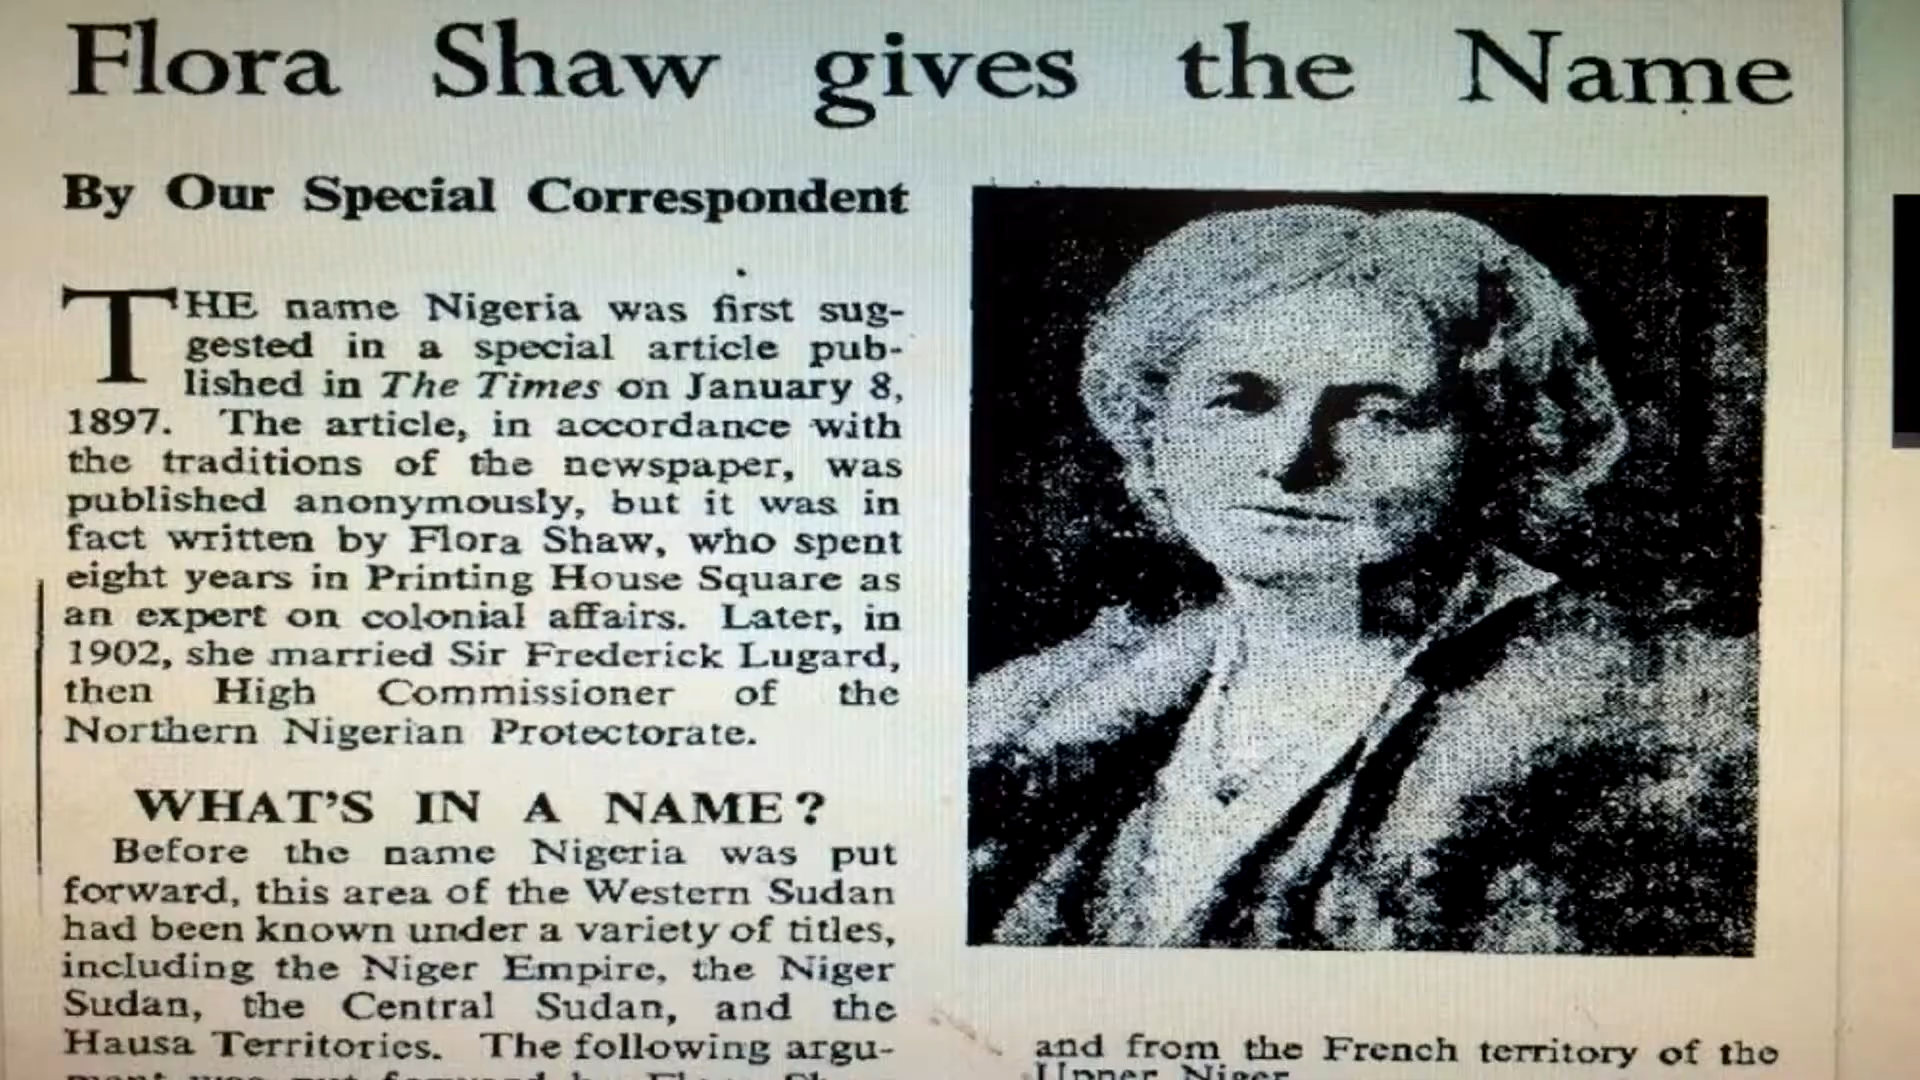 Flora Shaw gives the Name
By Our Special Correspondent
THE name Nigeria was first sug-
gested in a special article pub-
lished in The Times on January 8,
1897. The article, in accordance with
the traditions of the newspaper, was
published anonymously, but it was in
fact written by Flora Shaw, who spent
eight years in Printing House Square as
an expert on colonial affairs. Later, in
1902, she married Sir Frederick Lugard,
then High Commissioner of the
Northern Nigerian Protectorate.
WHAT'S IN A NAME?
Before the name Nigeria was put
forward, this area of the Western Sudan
had been known under a variety of titles,
including the Niger Empire, the Niger
Sudan, the Central Sudan, and the
Hausa Territories. The following argu-
and from the French territory of the
Upper Niger